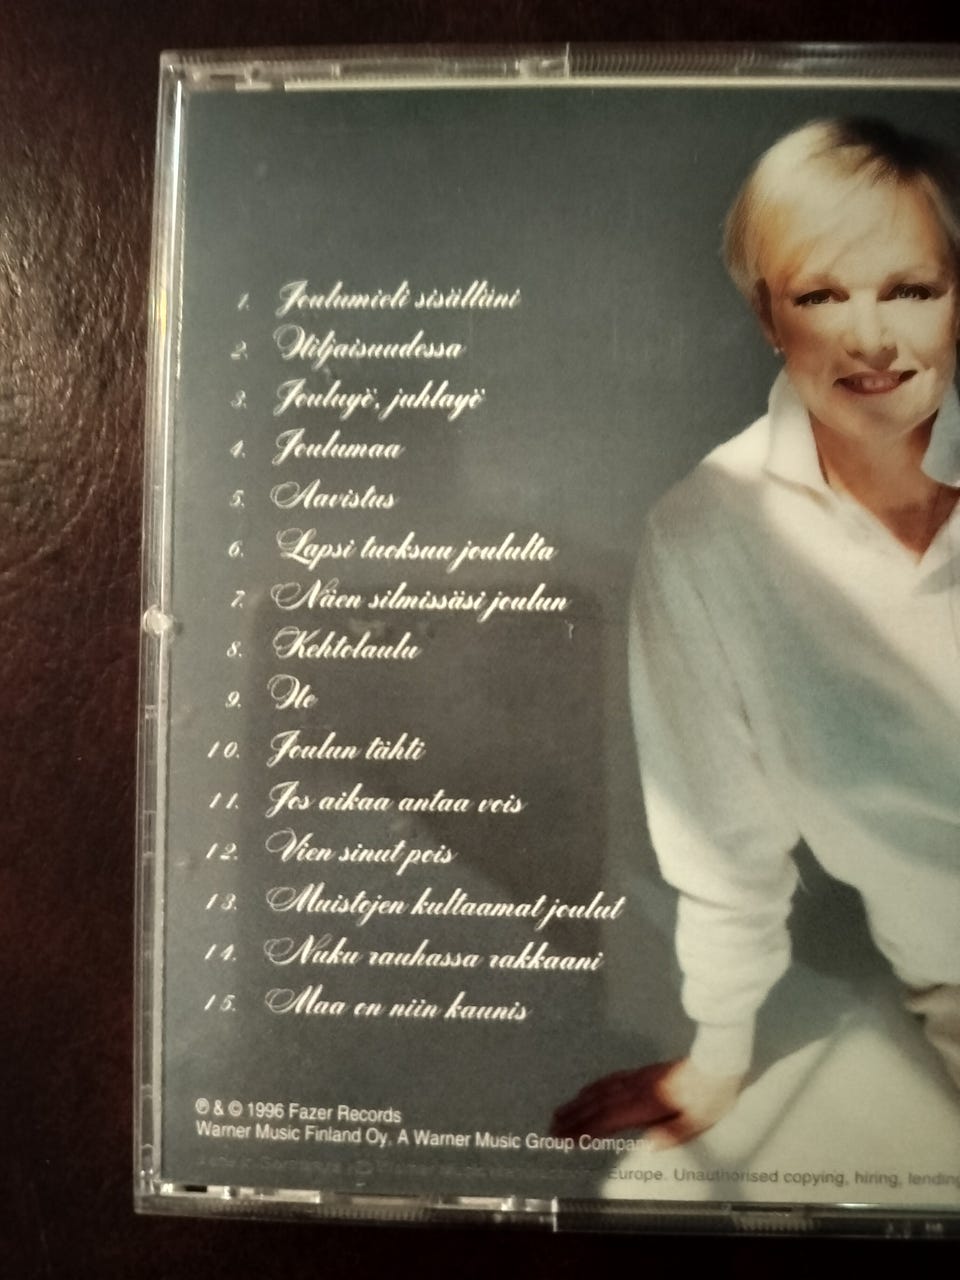 1. Joulumieli sisälläni
2. Hiljaisuudessa
3. Jouluyö, juhlayö
4. Joulumaa
5. Aavistus
6. Lapsi tuoksuu joululta
7. Näen silmissäsi joulun
8. Kehtolaulu
9. He
10. Joulun tähti
11. Jos aikaa antaa vois
12. Vien sinut pois
13. Muistojen kultaamat joulut
14. Nuku rauhassa rakkaani
15. Maa on niin kaunis
℗ & © 1996 Fazer Records
Warner Music Finland Oy. A Warner Music Group Company
Europe. Unauthorised copying, hiring, lending